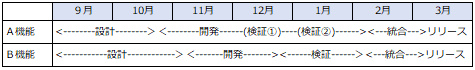 ９月 10月 11月 12月 1月 2月 3月
Ａ機能 <--------設計--------> <--------開発------(検証①)----(検証②)------><---統合--->リリース
Ｂ機能 <-----------設計------------> <-------開発-------><------検証------><---統合--->リリース